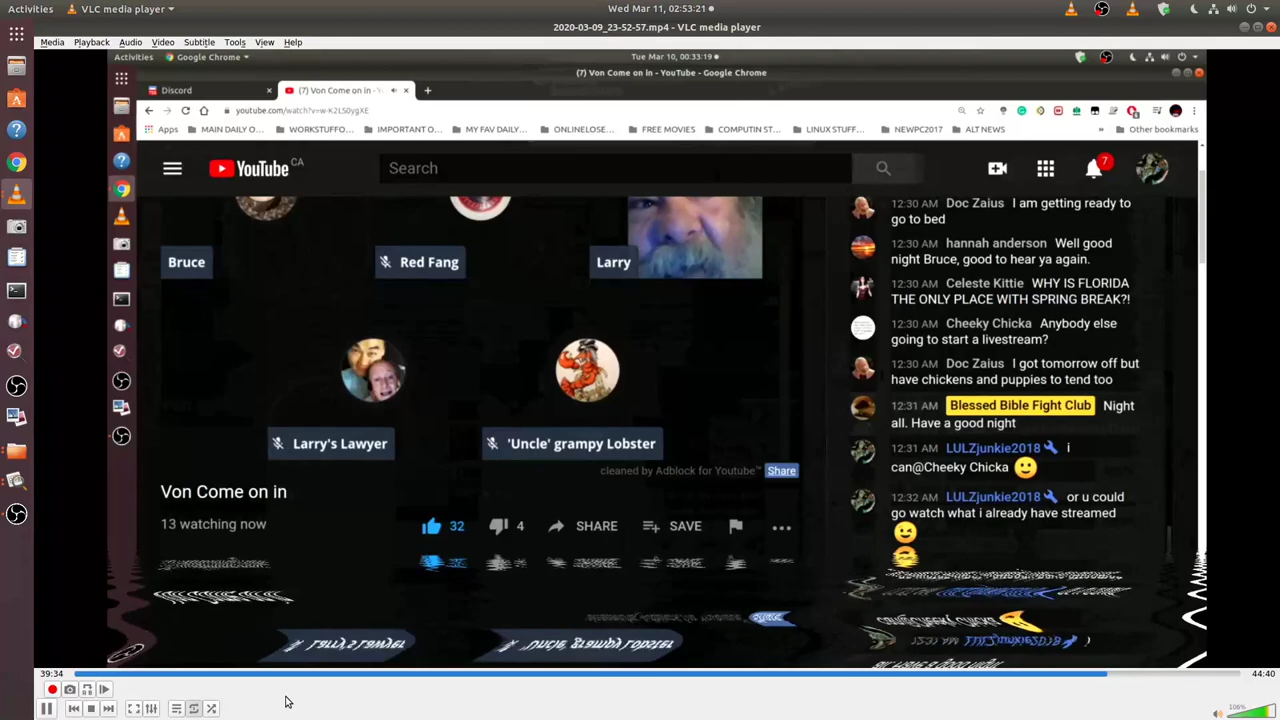 Activities VLC media player Wed Mar 11, 02:53:21
2020-03-09_23-52-57.mp4 - VLC media player
Media Playback Audio Video Subtitle Tools View Help
Activities Google Chrome Tue Mar 10, 00:33:19
(7) Von Come on in - YouTube - Google Chrome
Discord (7) Von Come on in -
youtube.com/watch?v=w-K2LS0ygXE
Apps MAIN DAILY O... WORKSTUFFO... IMPORTANT O... MY FAV DAILY... ONLINELOSE... FREE MOVIES COMPUTIN ST... LINUX STUFF... NEWPC2017 ALT NEWS » Other bookmarks
YouTube CA Search 7
Bruce Red Fang Larry
Larry's Lawyer 'Uncle' grampy Lobster
cleaned by Adblock for Youtube™ Share
Von Come on in
13 watching now 32 4 SHARE SAVE
12:30 AM Doc Zaius I am getting ready to
go to bed
12:30 AM hannah anderson Well good
night Bruce, good to hear ya again.
12:30 AM Celeste Kittie WHY IS FLORIDA
THE ONLY PLACE WITH SPRING BREAK?!
12:30 AM Cheeky Chicka Anybody else
going to start a livestream?
12:30 AM Doc Zaius I got tomorrow off but
have chickens and puppies to tend too
12:31 AM Blessed Bible Fight Club Night
all. Have a good night
12:31 AM LULZjunkie2018 i
can@Cheeky Chicka
12:32 AM LULZjunkie2018 or u could
go watch what i already have streamed
39:34 44:40
106%